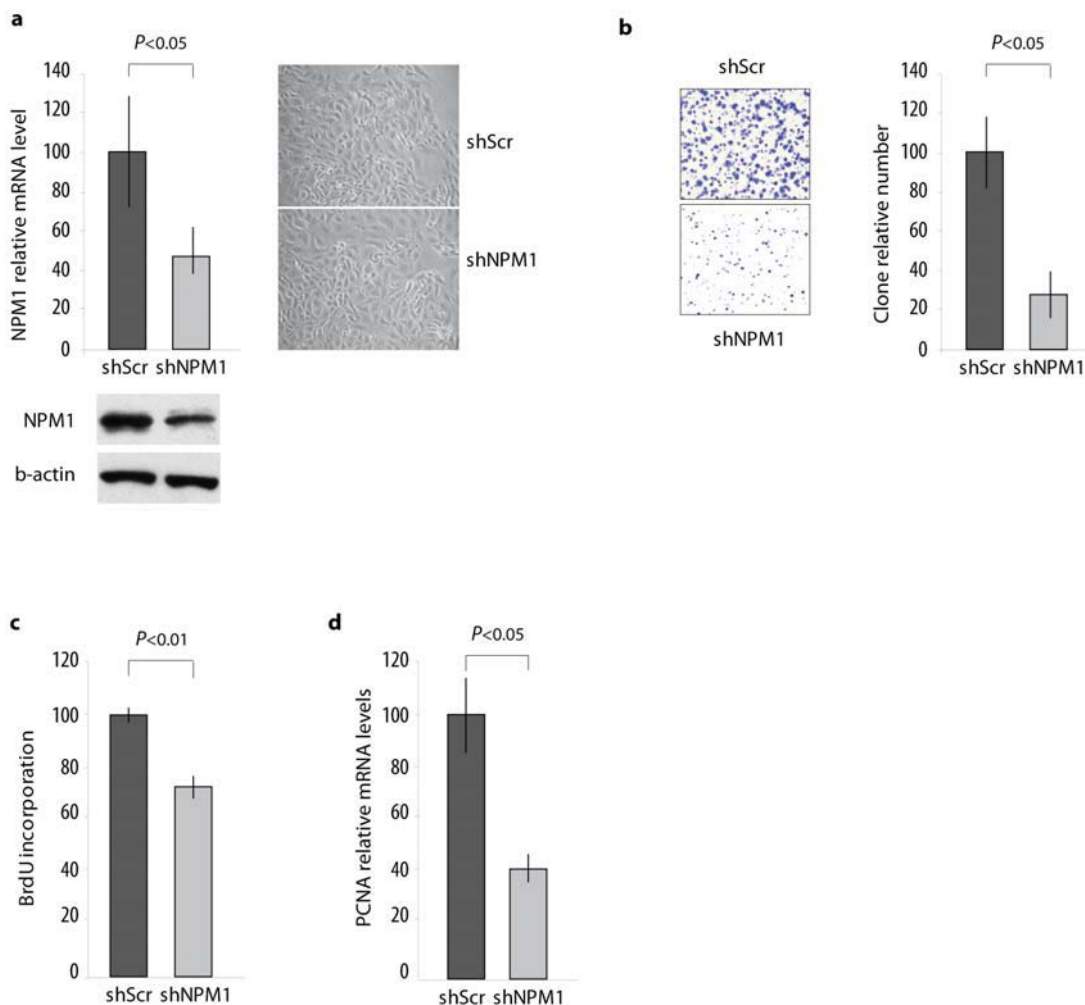 a
P<0.05
NPM1 relative mRNA level
140
120
100
80
60
40
20
0
shScr shNPM1
shScr
shNPM1
NPM1
b-actin
b
shScr
shNPM1
P<0.05
Clone relative number
140
120
100
80
60
40
20
0
shScr shNPM1
c
P<0.01
BrdU incorporation
120
100
80
60
40
20
0
shScr shNPM1
d
P<0.05
PCNA relative mRNA levels
120
100
80
60
40
20
0
shScr shNPM1